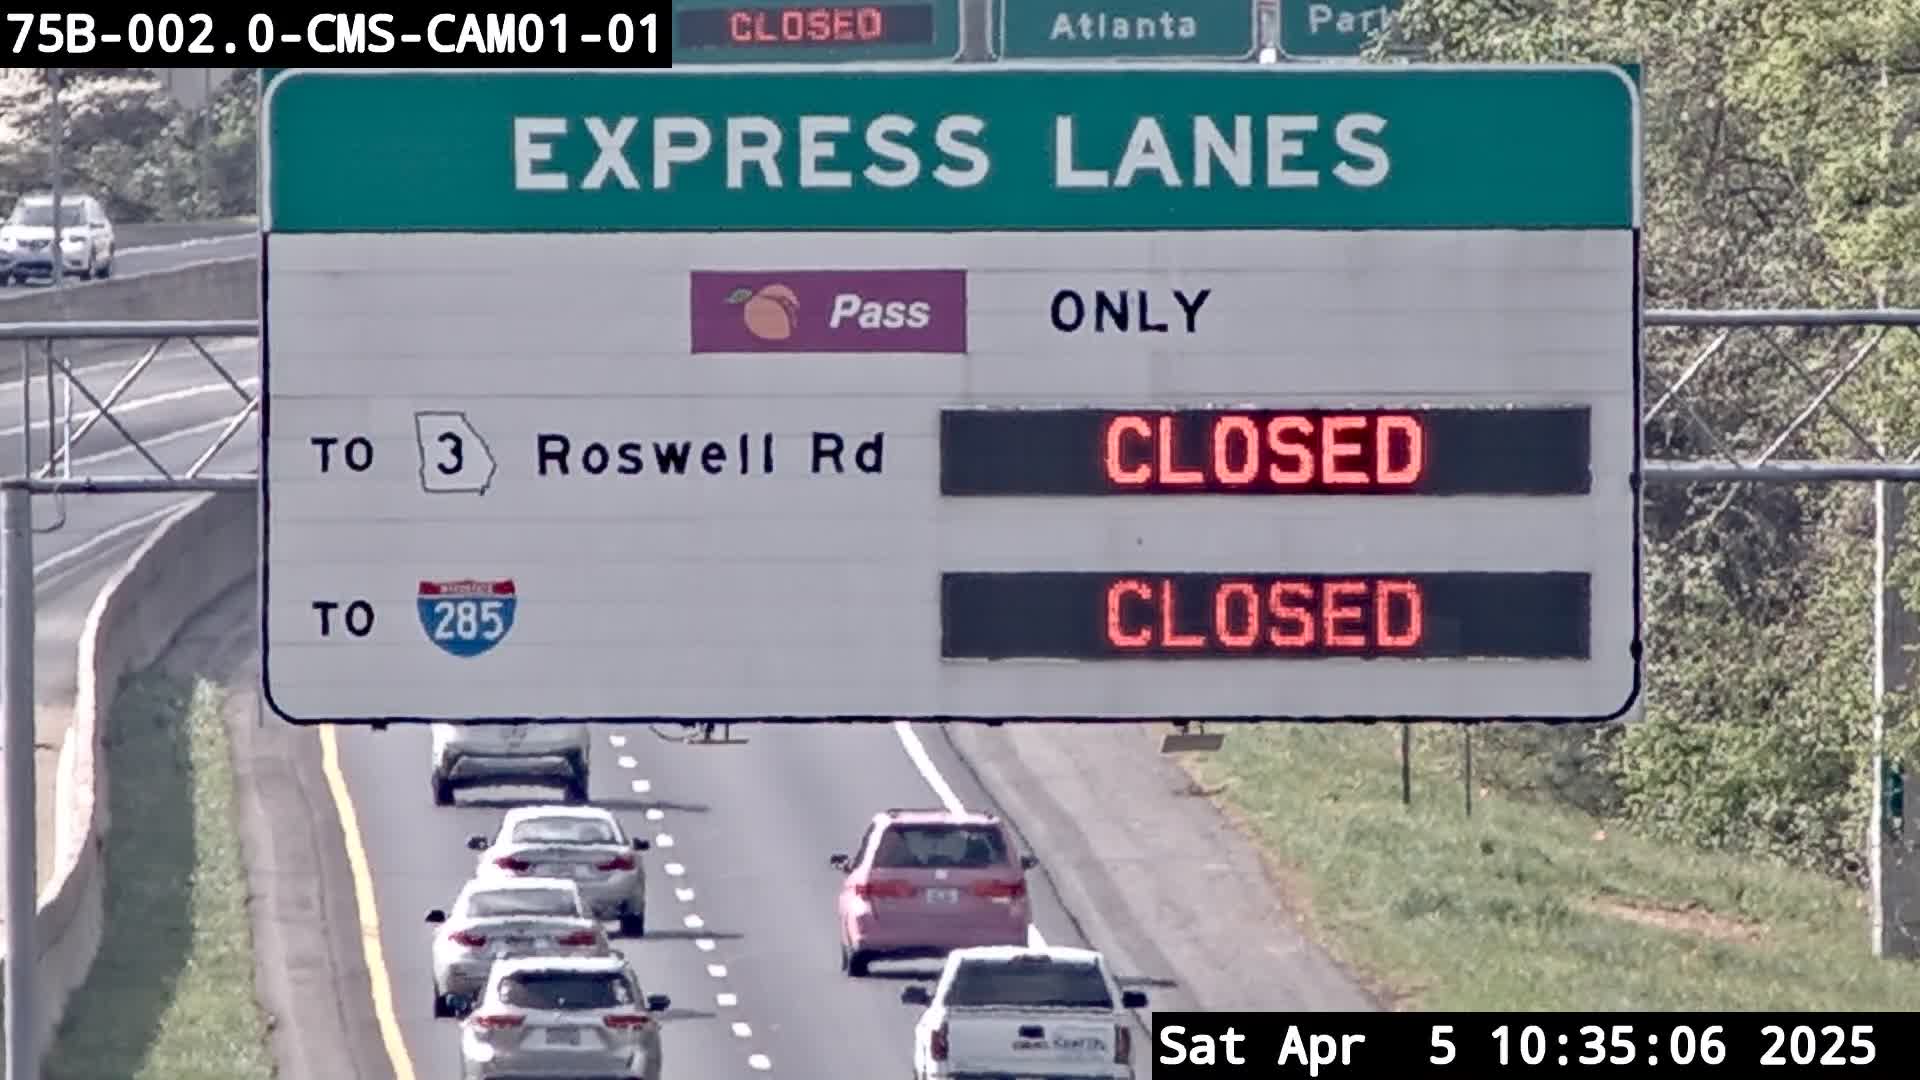 75B-002.0-CMS-CAM01-01
CLOSED
Atlanta
EXPRESS LANES
Pass ONLY
TO 3 Roswell Rd CLOSED
TO 285 CLOSED
Sat Apr 5 10:35:06 2025